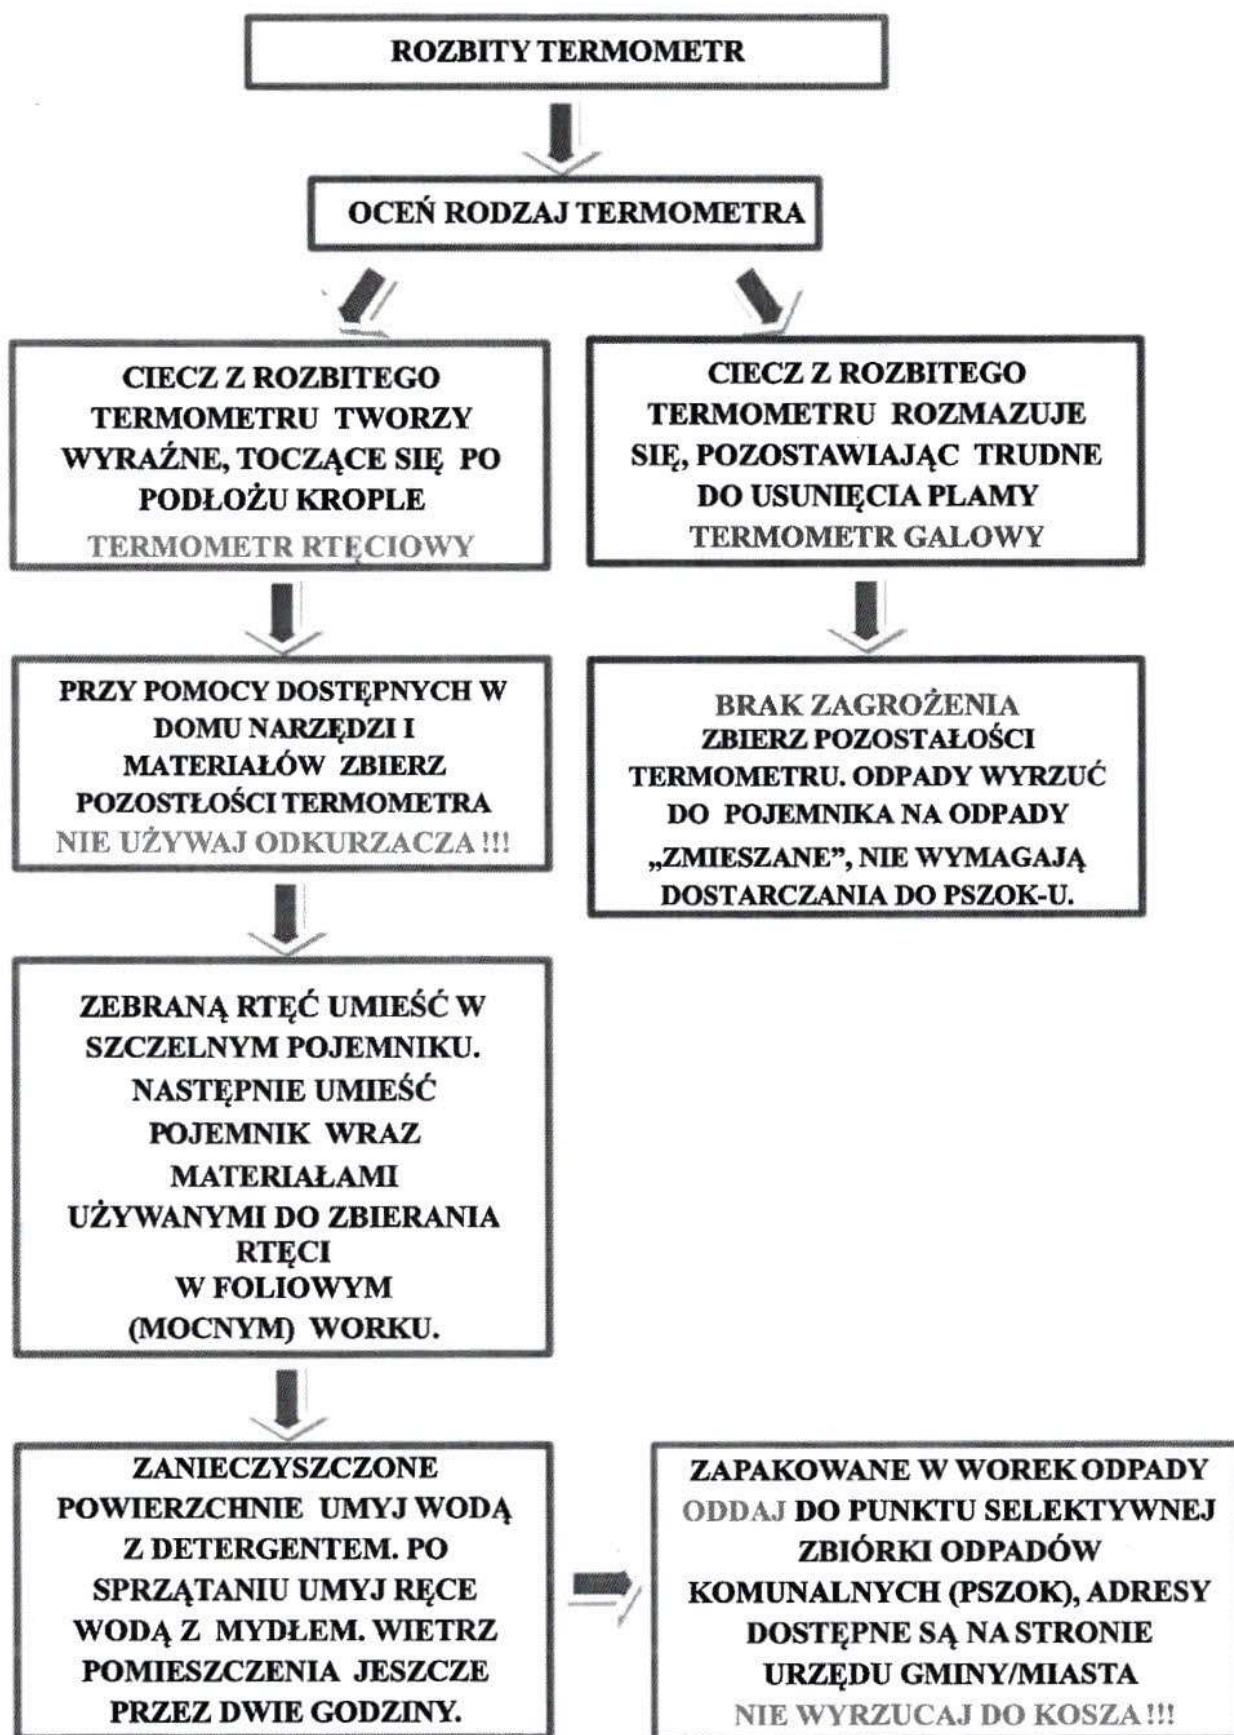 ROZBITY TERMOMETR
OCEŃ RODZAJ TERMOMETRA
CIECZ Z ROZBITEGO
TERMOMETRU TWORZY
WYRAŹNE, TOCZĄCE SIĘ PO
PODŁOŻU KROPLE
TERMOMETR RTĘCIOWY
CIECZ Z ROZBITEGO
TERMOMETRU ROZMAZUJE
SIĘ, POZOSTAWIAJĄC TRUDNE
DO USUNIĘCIA PLAMY
TERMOMETR GALOWY
PRZY POMOCY DOSTĘPNYCH W
DOMU NARZĘDZI I
MATERIAŁÓW ZBIERZ
POZOSTŁOŚCI TERMOMETRA
NIE UŻYWAJ ODKURZACZA !!!
BRAK ZAGROŻENIA
ZBIERZ POZOSTAŁOŚCI
TERMOMETRU. ODPADY WYRZUĆ
DO POJEMNIKA NA ODPADY
„ZMIESZANE”, NIE WYMAGAJĄ
DOSTARCZANIA DO PSZOK-U.
ZEBRANĄ RTĘĆ UMIEŚĆ W
SZCZELNYM POJEMNIKU.
NASTĘPNIE UMIEŚĆ
POJEMNIK WRAZ
MATERIAŁAMI
UŻYWANYMI DO ZBIERANIA
RTĘCI
W FOLIOWYM
(MOCNYM) WORKU.
ZANIECZYSZCZONE
POWIERZCHNIE UMYJ WODĄ
Z DETERGENTEM. PO
SPRZĄTANIU UMYJ RĘCE
WODĄ Z MYDŁEM. WIETRZ
POMIESZCZENIA JESZCZE
PRZEZ DWIE GODZINY.
ZAPAKOWANE W WOREK ODPADY
ODDAJ DO PUNKTU SELEKTYWNEJ
ZBIÓRKI ODPADÓW
KOMUNALNYCH (PSZOK), ADRESY
DOSTĘPNE SĄ NA STRONIE
URZĘDU GMINY/MIASTA
NIE WYRZUCAJ DO KOSZA !!!